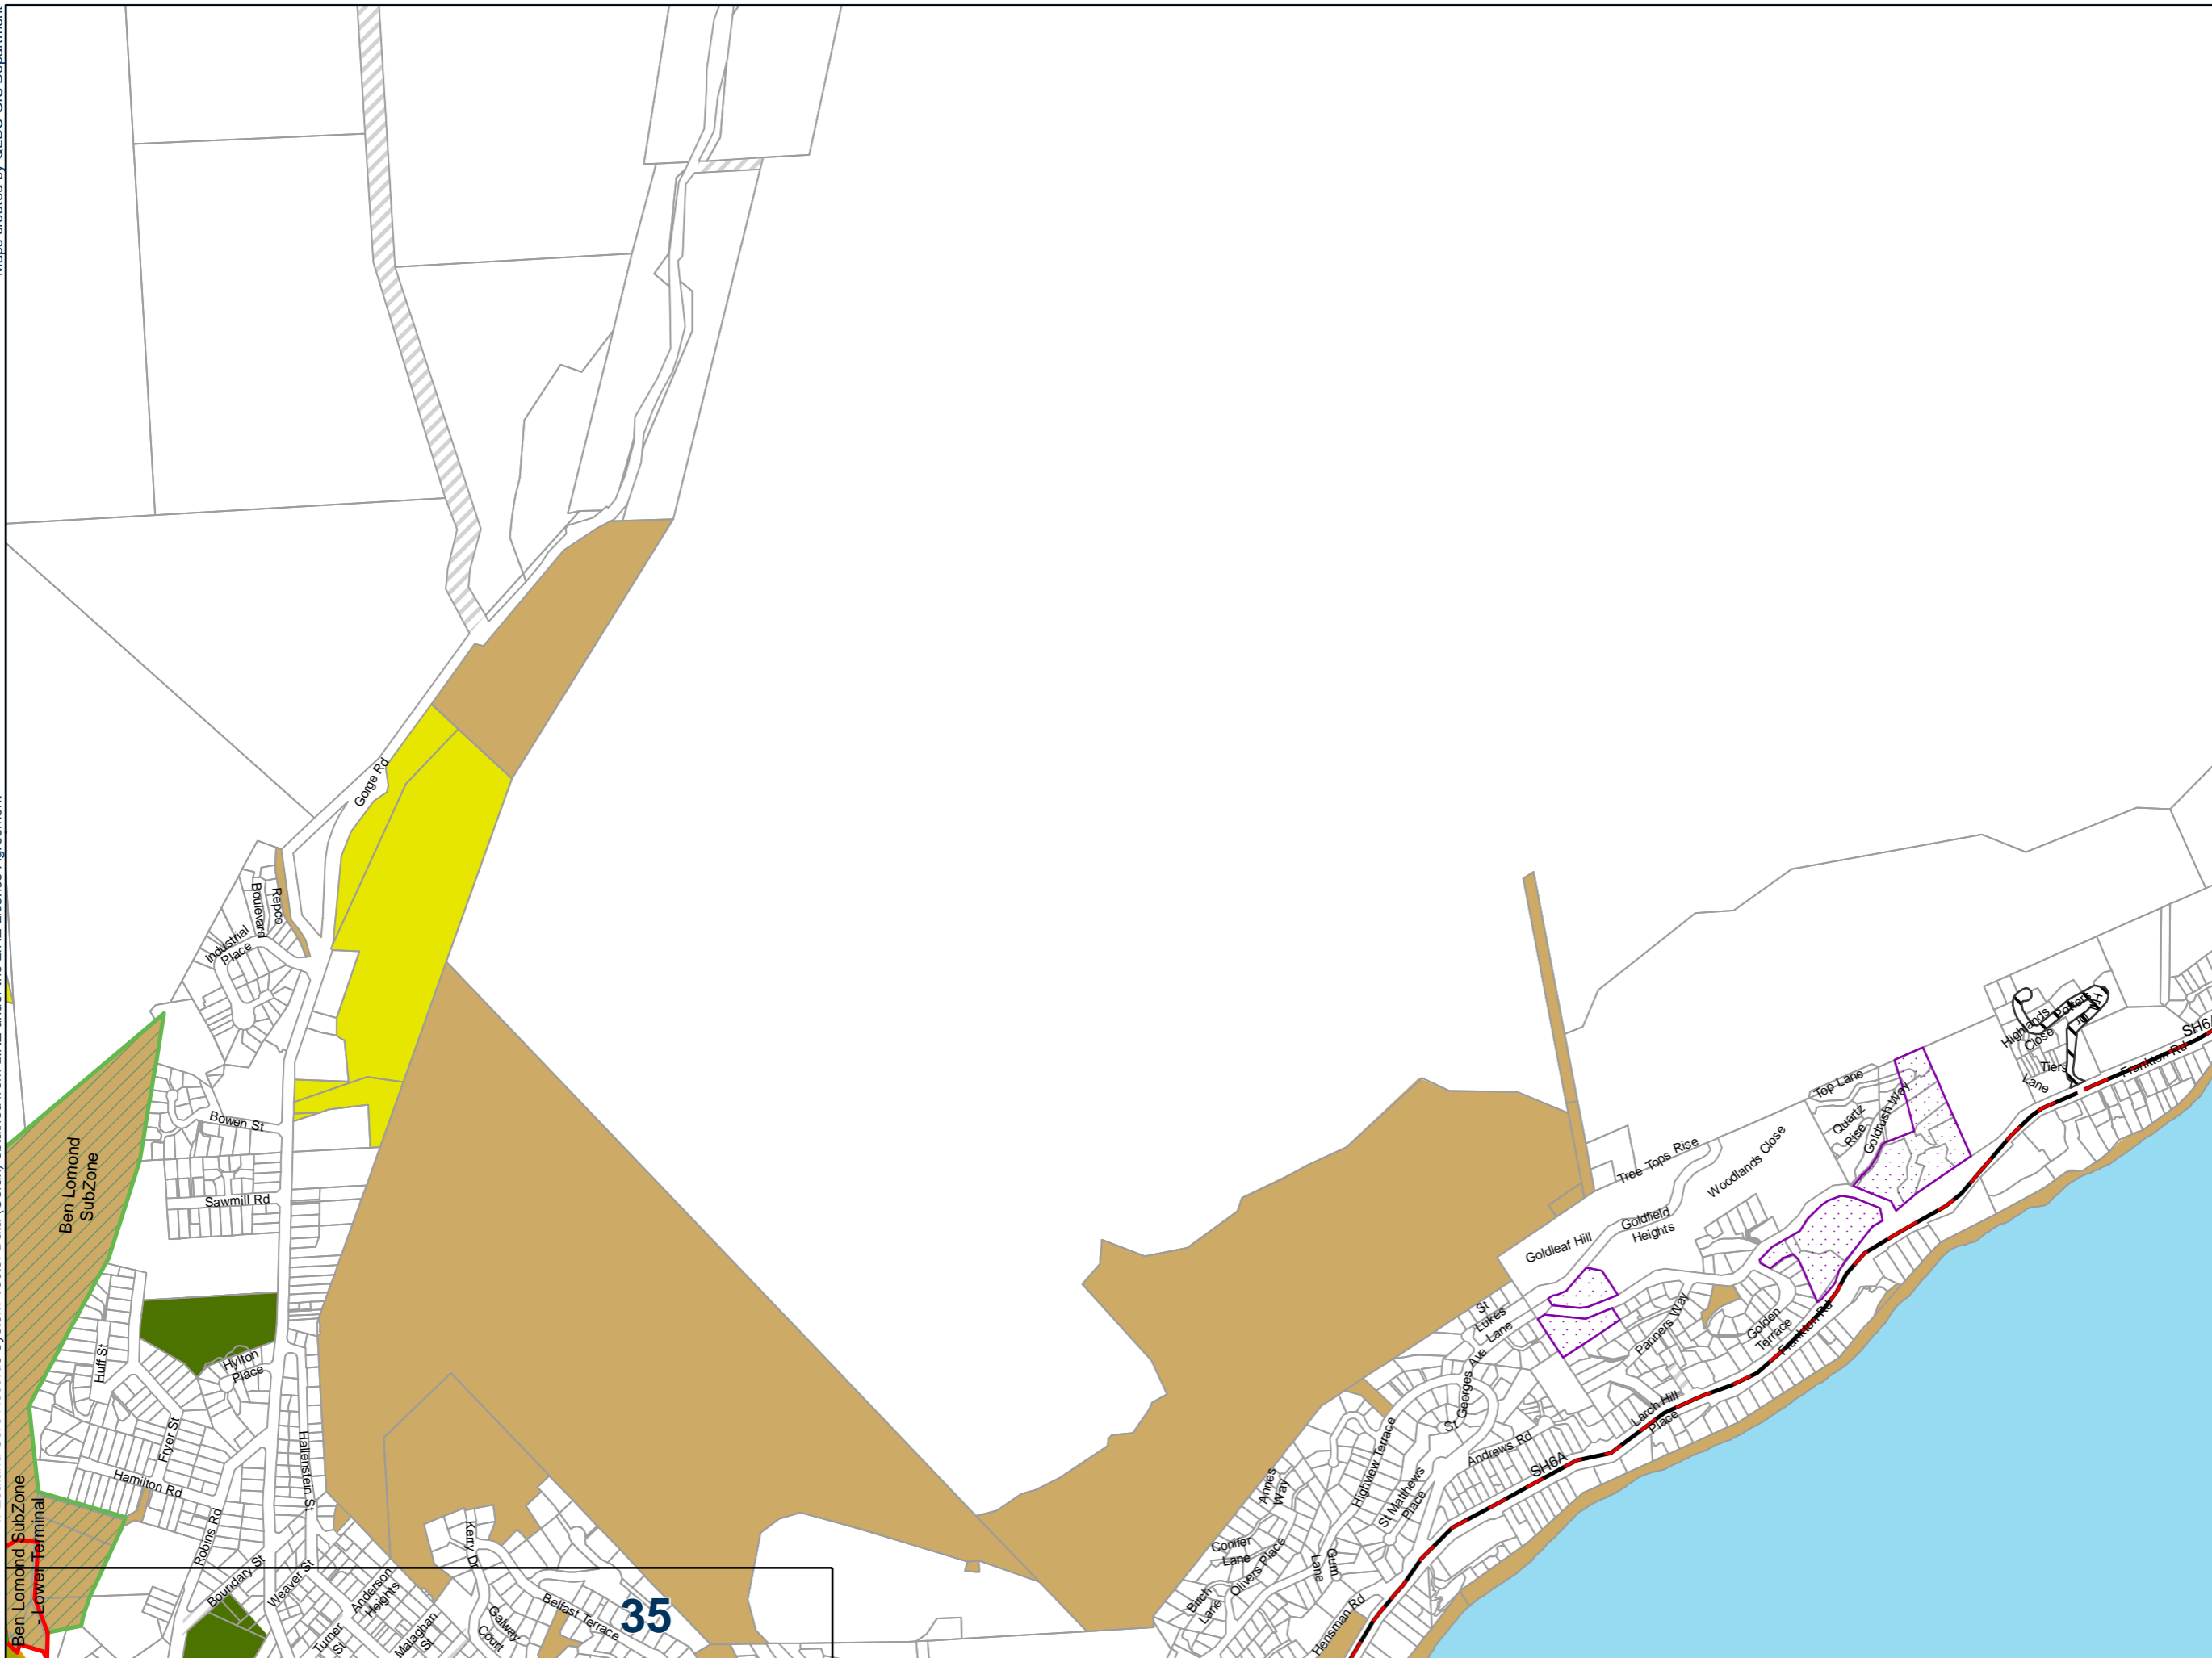 Gorge Rd
Repco
Boulevard
Industrial
Place
Bowen St
Sawmill Rd
Ben Lomond
SubZone
Huff St
Hylton
Place
Fryer St
Hamilton Rd
Hallenstein St
Robins Rd
Boundary St
Weaver St
Anderson
Heights
Turner
St
Malaghan
St
Kerry Dr
Galway
Court
Belfast Terrace
35
Ben Lomond SubZone
- Lower Terminal
Birch
Lane
Olivers Place
Conifer
Lane
Annes
Way
Gum
Lane
Hensman Rd
Highview Terrace
St Matthews
Place
St Georges Ave
Andrews Rd
SH6A
St
Lukes
Lane
Larch Hill
Place
Panners Way
Golden
Terrace
Frankton Rd
Goldleaf Hill
Goldfield
Heights
Tree Tops Rise
Woodlands Close
Top Lane
Quartz
Rise
Goldrush Way
Highlands
Close
Potters
Tiers
Lane
Frankton Rd